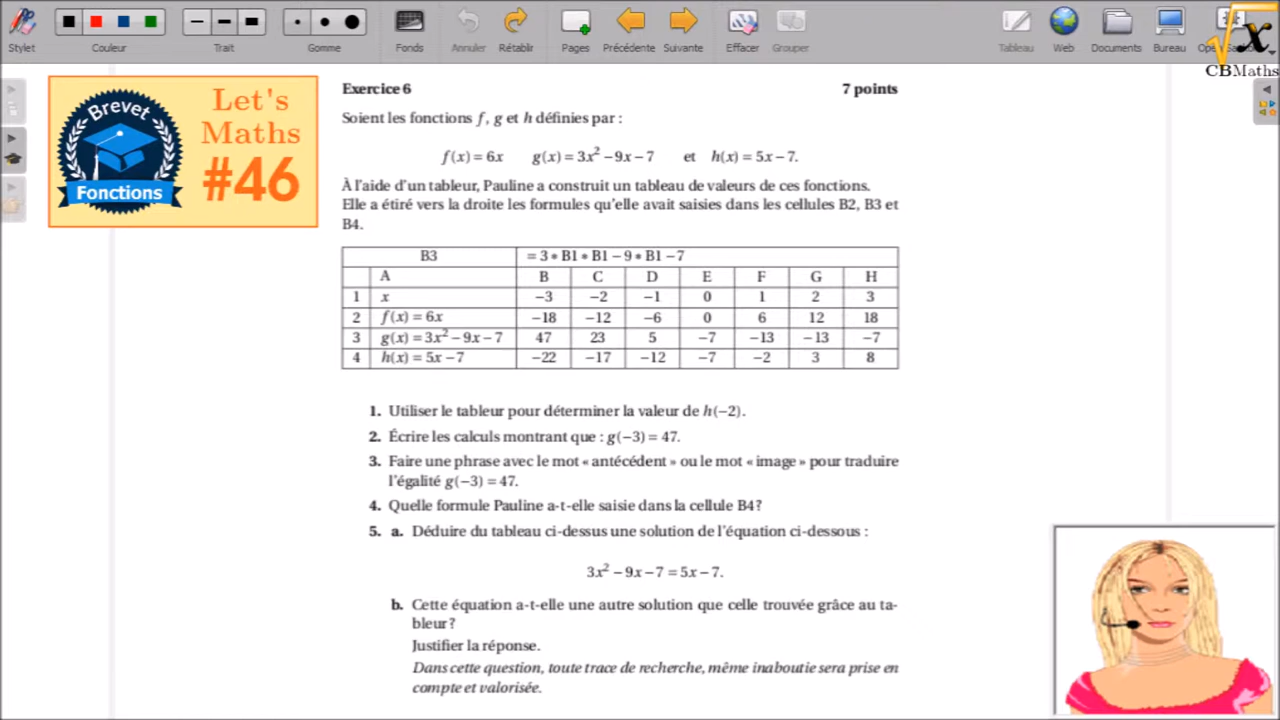 Stylet Couleur Trait Gomme Fonds Annuler Rétablir Pages Précédente Suivante Effacer Grouper Tableau Web Documents Bureau
CBMaths
Brevet
Fonctions
Let's
Maths
#46
Exercice 6 7 points
Soient les fonctions f, g et h définies par :
f(x) = 6x g(x) = 3x² − 9x − 7 et h(x) = 5x − 7.
À l'aide d'un tableur, Pauline a construit un tableau de valeurs de ces fonctions.
Elle a étiré vers la droite les formules qu'elle avait saisies dans les cellules B2, B3 et
B4.
B3 = 3 * B1 * B1 − 9 * B1 − 7
A B C D E F G H
1 x −3 −2 −1 0 1 2 3
2 f(x) = 6x −18 −12 −6 0 6 12 18
3 g(x) = 3x² − 9x − 7 47 23 5 −7 −13 −13 −7
4 h(x) = 5x − 7 −22 −17 −12 −7 −2 3 8
1. Utiliser le tableur pour déterminer la valeur de h(−2).
2. Écrire les calculs montrant que : g(−3) = 47.
3. Faire une phrase avec le mot « antécédent » ou le mot « image » pour traduire
l'égalité g(−3) = 47.
4. Quelle formule Pauline a-t-elle saisie dans la cellule B4 ?
5. a. Déduire du tableau ci-dessus une solution de l'équation ci-dessous :
3x² − 9x − 7 = 5x − 7.
b. Cette équation a-t-elle une autre solution que celle trouvée grâce au ta-
bleur ?
Justifier la réponse.
Dans cette question, toute trace de recherche, même inaboutie sera prise en
compte et valorisée.